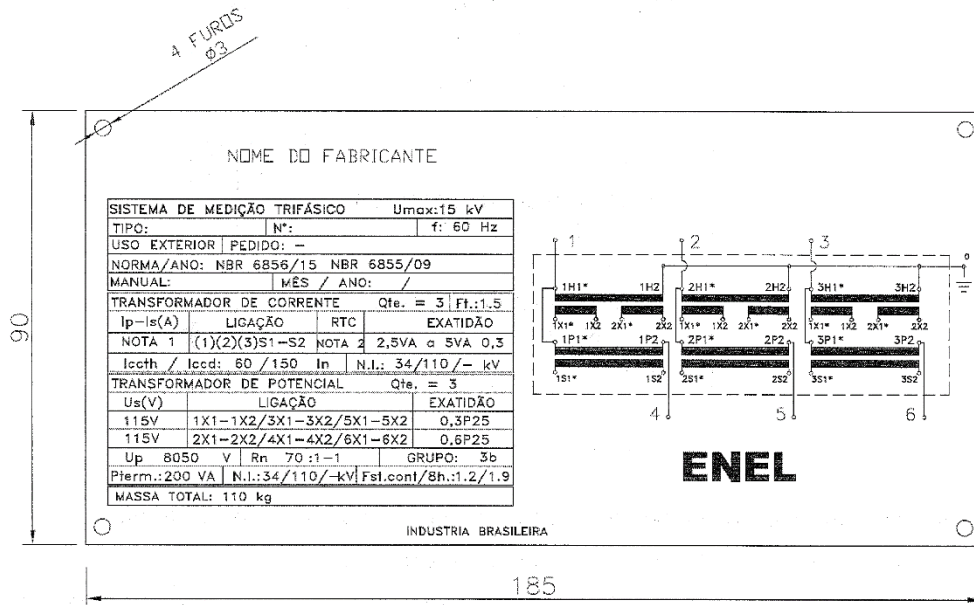 4 FUROS
ø3
NOME DO FABRICANTE
SISTEMA DE MEDIÇÃO TRIFÁSICO Umax:15 kV
TIPO: N°: f: 60 Hz
USO EXTERIOR PEDIDO: -
NORMA/ANO: NBR 6856/15 NBR 6855/09
MANUAL: MÊS / ANO: /
TRANSFORMADOR DE CORRENTE Qte. = 3 Ft.:1.5
Ip-Is(A) LIGAÇÃO RTC EXATIDÃO
NOTA 1 (1)(2)(3)S1-S2 NOTA 2 2,5VA a 5VA 0,3
Iccth / Iccd: 60 / 150 In N.I.: 34/110/- kV
TRANSFORMADOR DE POTENCIAL Qte. = 3
Us(V) LIGAÇÃO EXATIDÃO
115V 1X1-1X2/3X1-3X2/5X1-5X2 0,3P25
115V 2X1-2X2/4X1-4X2/6X1-6X2 0,6P25
Up 8050 V Rn 70:1-1 GRUPO: 3b
Pterm.:200 VA N.I.:34/110/-kV Fst.cont/8h.:1.2/1.9
MASSA TOTAL: 110 kg
INDUSTRIA BRASILEIRA
1 2 3
1H1* 1H2 2H1* 2H2 3H1* 3H2
1X1* 1X2 2X1* 2X2 1X1* 1X2 2X1* 2X2 1X1* 1X2 2X1* 2X2
1P1* 1P2 2P1* 2P2 3P1* 3P2
1S1* 1S2 2S1* 2S2 3S1* 3S2
4 5 6
ENEL
90
185